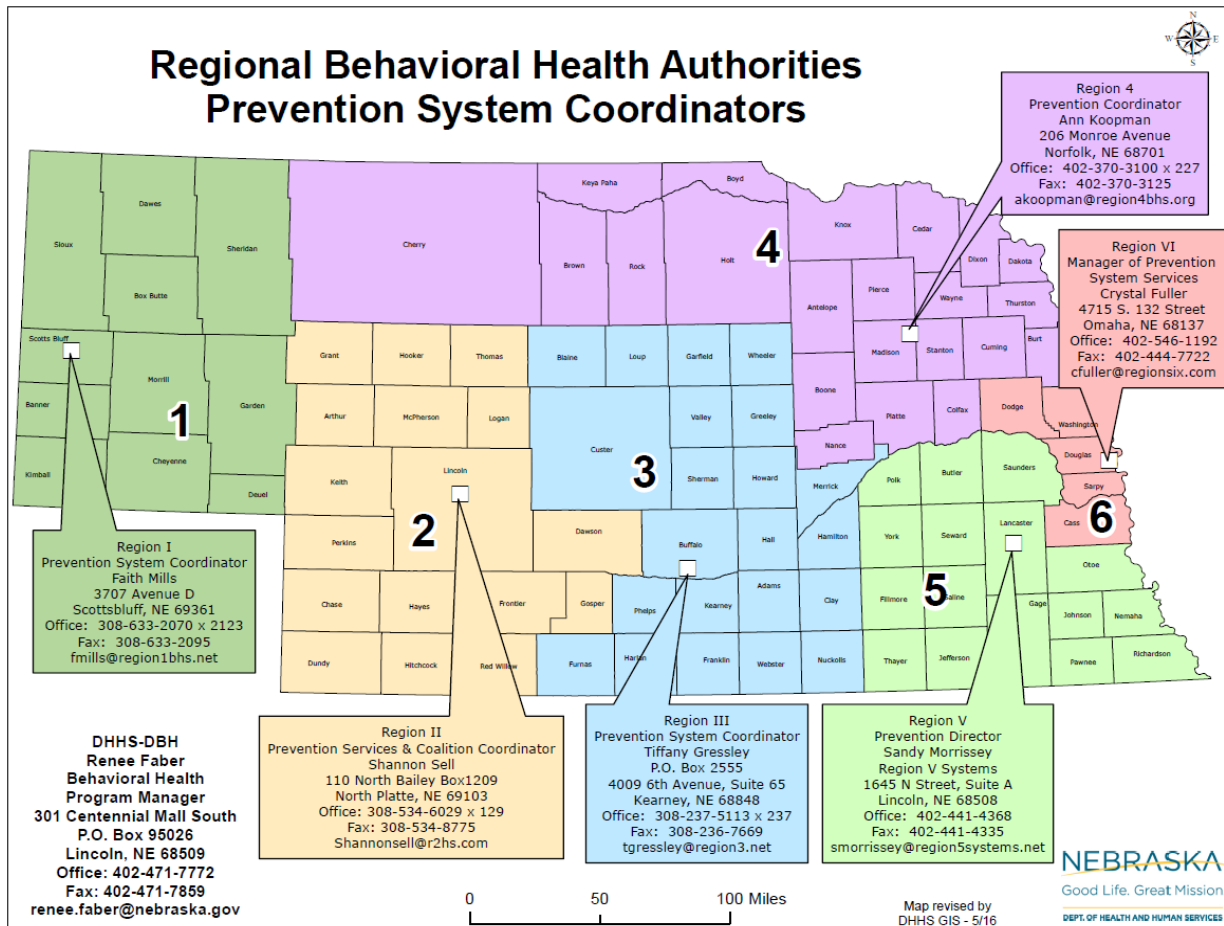 Regional Behavioral Health Authorities
Prevention System Coordinators
N
W
E
S
Region 4
Prevention Coordinator
Ann Koopman
206 Monroe Avenue
Norfolk, NE 68701
Office: 402-370-3100 x 227
Fax: 402-370-3125
akoopman@region4bhs.org
Region VI
Manager of Prevention
System Services
Crystal Fuller
4715 S. 132 Street
Omaha, NE 68137
Office: 402-546-1192
Fax: 402-444-7722
cfuller@regionsix.com
Sioux
Dawes
Sheridan
Box Butte
Scotts Bluff
Morrill
Garden
Banner
1
Kimball
Cheyenne
Deuel
Cherry
Keya Paha
Boyd
Brown
Rock
Holt
4
Knox
Cedar
Dixon
Dakota
Antelope
Pierce
Wayne
Thurston
Madison
Stanton
Cuming
Burt
Boone
Platte
Colfax
Nance
Grant
Hooker
Thomas
Arthur
McPherson
Logan
Keith
Lincoln
2
Perkins
Dawson
Chase
Hayes
Frontier
Gosper
Dundy
Hitchcock
Red Willow
Blaine
Loup
Garfield
Wheeler
Custer
Valley
Greeley
3
Sherman
Howard
Merrick
Buffalo
Hall
Hamilton
Phelps
Kearney
Adams
Clay
Furnas
Harlan
Franklin
Webster
Nuckolls
Dodge
Washington
Douglas
Sarpy
Cass
6
Polk
Butler
Saunders
York
Seward
Lancaster
Otoe
Fillmore
5
Saline
Gage
Johnson
Nemaha
Thayer
Jefferson
Pawnee
Richardson
Region I
Prevention System Coordinator
Faith Mills
3707 Avenue D
Scottsbluff, NE 69361
Office: 308-633-2070 x 2123
Fax: 308-633-2095
fmills@region1bhs.net
Region II
Prevention Services & Coalition Coordinator
Shannon Sell
110 North Bailey Box1209
North Platte, NE 69103
Office: 308-534-6029 x 129
Fax: 308-534-8775
Shannonsell@r2hs.com
Region III
Prevention System Coordinator
Tiffany Gressley
P.O. Box 2555
4009 6th Avenue, Suite 65
Kearney, NE 68848
Office: 308-237-5113 x 237
Fax: 308-236-7669
tgressley@region3.net
Region V
Prevention Director
Sandy Morrissey
Region V Systems
1645 N Street, Suite A
Lincoln, NE 68508
Office: 402-441-4368
Fax: 402-441-4335
smorrissey@region5systems.net
DHHS-DBH
Renee Faber
Behavioral Health
Program Manager
301 Centennial Mall South
P.O. Box 95026
Lincoln, NE 68509
Office: 402-471-7772
Fax: 402-471-7859
renee.faber@nebraska.gov
0 50 100 Miles
Map revised by
DHHS GIS - 5/16
NEBRASKA
Good Life. Great Mission.
DEPT. OF HEALTH AND HUMAN SERVICES